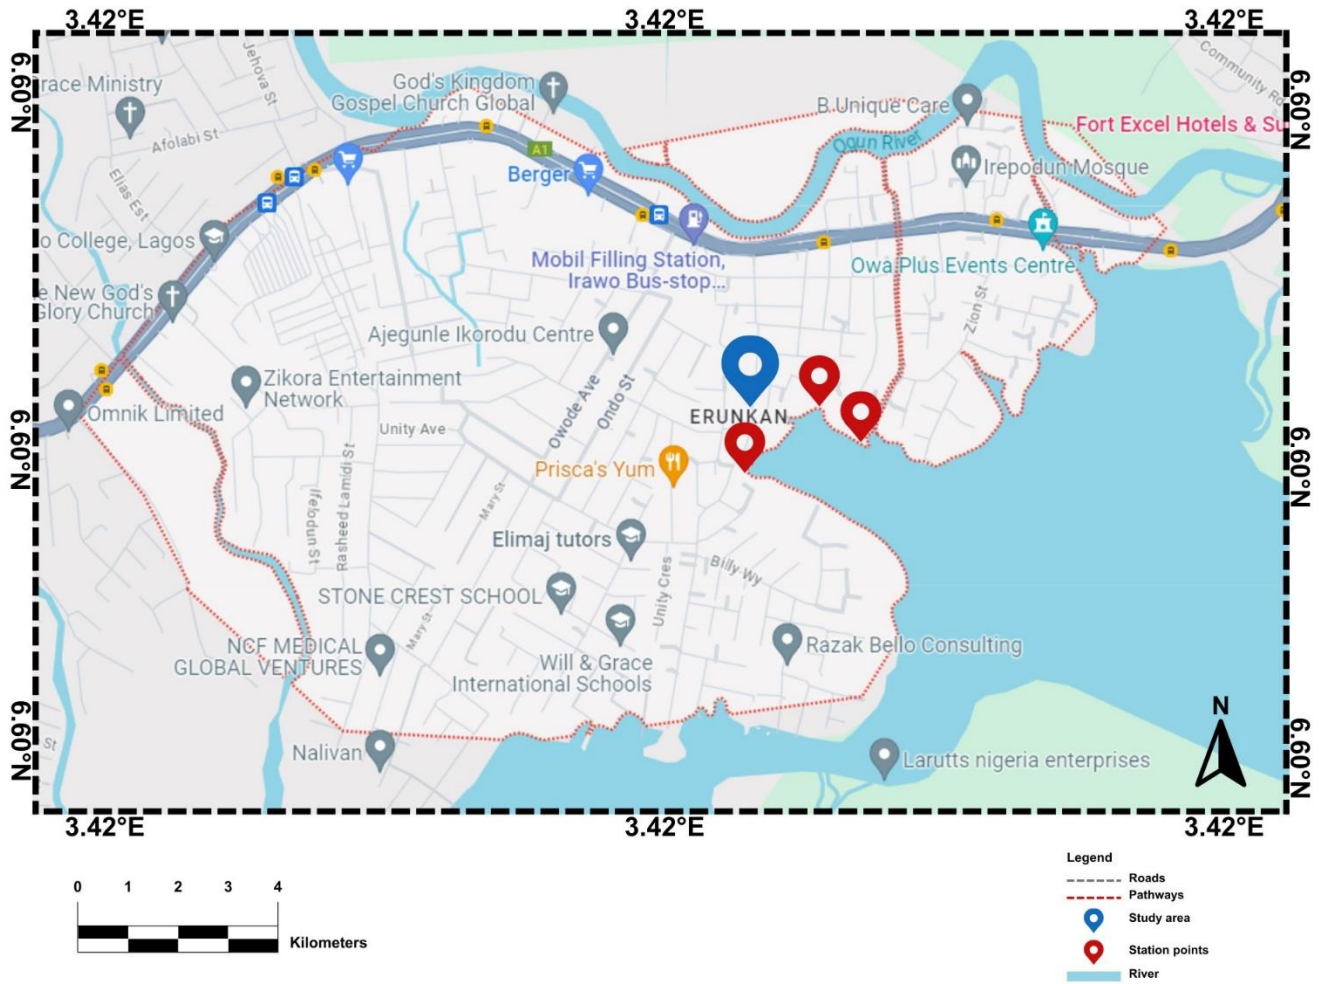 3.42°E
3.42°E
3.42°E
6.60°N
6.60°N
Jehova St
race Ministry
Afolabi St
Elias Est
God's Kingdom
Gospel Church Global
A1
Berger
B Unique Care
Community Rd
Fort Excel Hotels & Su
Ogun River
Irepodun Mosque
o College, Lagos
Mobil Filling Station,
Irawo Bus-stop...
Owa Plus Events Centre
e New God's
Glory Church
Zion St
Ajegunle Ikorodu Centre
Zikora Entertainment
Network
Owode Ave
Ondo St
Omnik Limited
Unity Ave
ERUNKAN
6.60°N
6.60°N
Prisca's Yum
Mary St
Ifelodun St
Rasheed Lamidi St
Elimaj tutors
Billy Wy
STONE CREST SCHOOL
Unity Cres
Mary St
NCF MEDICAL
GLOBAL VENTURES
Will & Grace
International Schools
Razak Bello Consulting
N
6.60°N
6.60°N
St
Nalivan
Larutts nigeria enterprises
3.42°E
3.42°E
3.42°E
0 1 2 3 4
Kilometers
Legend
Roads
Pathways
Study area
Station points
River